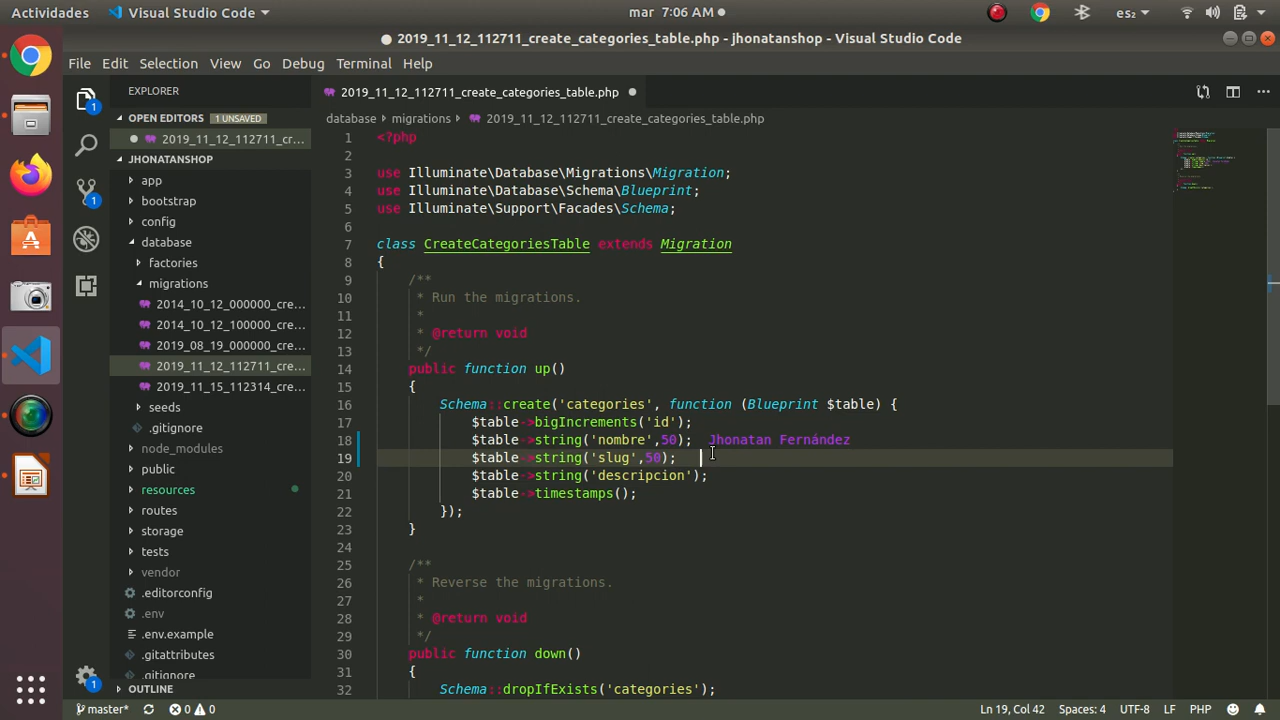 Actividades
Visual Studio Code
mar 7:06 AM
es₂
2019_11_12_112711_create_categories_table.php - jhonatanshop - Visual Studio Code
File Edit Selection View Go Debug Terminal Help
EXPLORER
OPEN EDITORS 1 UNSAVED
2019_11_12_112711_cr...
JHONATANSHOP
app
bootstrap
config
database
factories
migrations
2014_10_12_000000_cre...
2014_10_12_100000_cre...
2019_08_19_000000_cre...
2019_11_12_112711_cre...
2019_11_15_112314_cre...
seeds
.gitignore
node_modules
public
resources
routes
storage
tests
vendor
.editorconfig
.env
.env.example
.gitattributes
.gitignore
OUTLINE
1
1
1
2019_11_12_112711_create_categories_table.php
database migrations 2019_11_12_112711_create_categories_table.php
1 <?php
2
3 use Illuminate\Database\Migrations\Migration;
4 use Illuminate\Database\Schema\Blueprint;
5 use Illuminate\Support\Facades\Schema;
6
7 class CreateCategoriesTable extends Migration
8 {
9 /**
10 * Run the migrations.
11 *
12 * @return void
13 */
14 public function up()
15 {
16 Schema::create('categories', function (Blueprint $table) {
17 $table->bigIncrements('id');
18 $table->string('nombre',50); Jhonatan Fernández
19 $table->string('slug',50);
20 $table->string('descripcion');
21 $table->timestamps();
22 });
23 }
24
25 /**
26 * Reverse the migrations.
27 *
28 * @return void
29 */
30 public function down()
31 {
32 Schema::dropIfExists('categories');
master* 0 0
Ln 19, Col 42 Spaces: 4 UTF-8 LF PHP 1